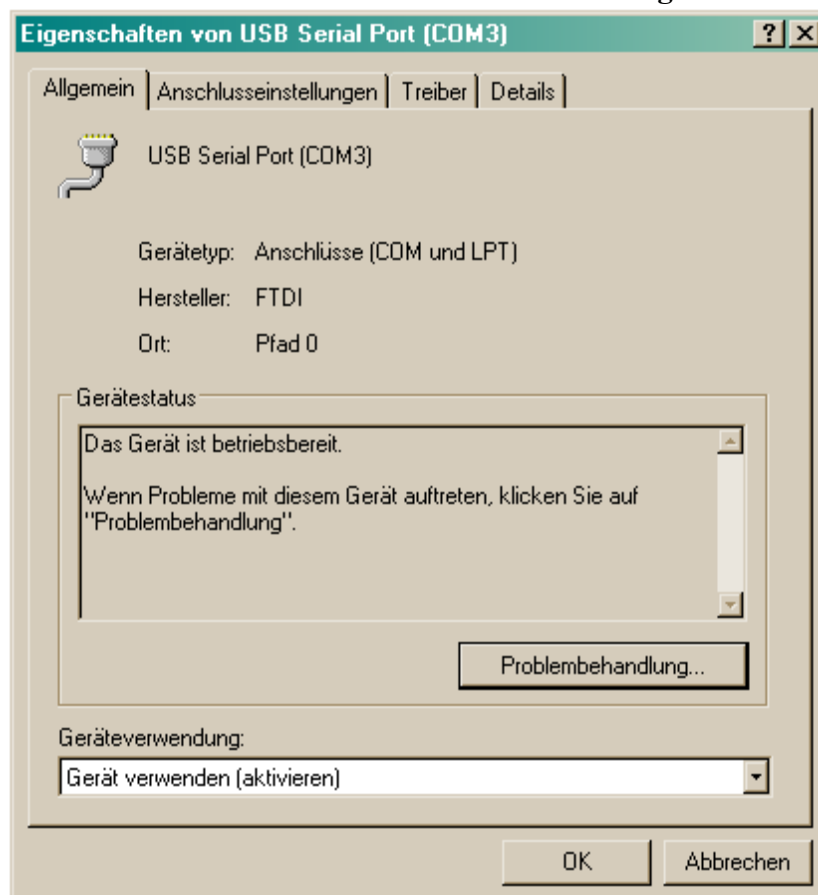 Eigenschaften von USB Serial Port (COM3)
Allgemein Anschlusseinstellungen Treiber Details
USB Serial Port (COM3)
Gerätetyp: Anschlüsse (COM und LPT)
Hersteller: FTDI
Ort: Pfad 0
Gerätestatus
Das Gerät ist betriebsbereit.
Wenn Probleme mit diesem Gerät auftreten, klicken Sie auf
"Problembehandlung".
Problembehandlung...
Geräteverwendung:
Gerät verwenden (aktivieren)
OK Abbrechen